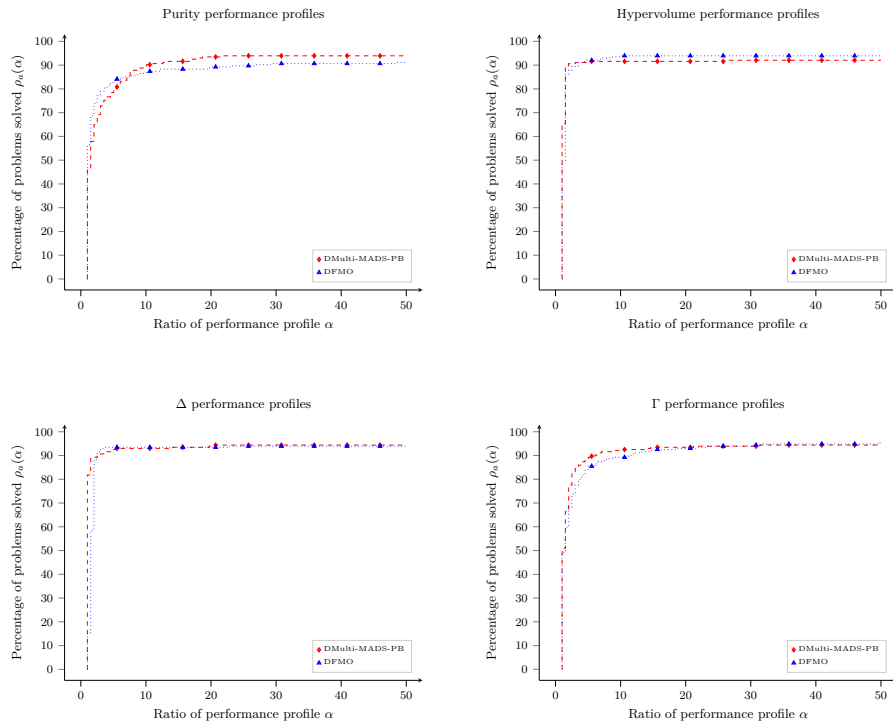 Purity performance profiles
Percentage of problems solved ρₐ(α)
100
90
80
70
60
50
40
30
20
10
0
DMulti-MADS-PB
DFMO
0 10 20 30 40 50
Ratio of performance profile α
Hypervolume performance profiles
Percentage of problems solved ρₐ(α)
100
90
80
70
60
50
40
30
20
10
0
DMulti-MADS-PB
DFMO
0 10 20 30 40 50
Ratio of performance profile α
Δ performance profiles
Percentage of problems solved ρₐ(α)
100
90
80
70
60
50
40
30
20
10
0
DMulti-MADS-PB
DFMO
0 10 20 30 40 50
Ratio of performance profile α
Γ performance profiles
Percentage of problems solved ρₐ(α)
100
90
80
70
60
50
40
30
20
10
0
DMulti-MADS-PB
DFMO
0 10 20 30 40 50
Ratio of performance profile α